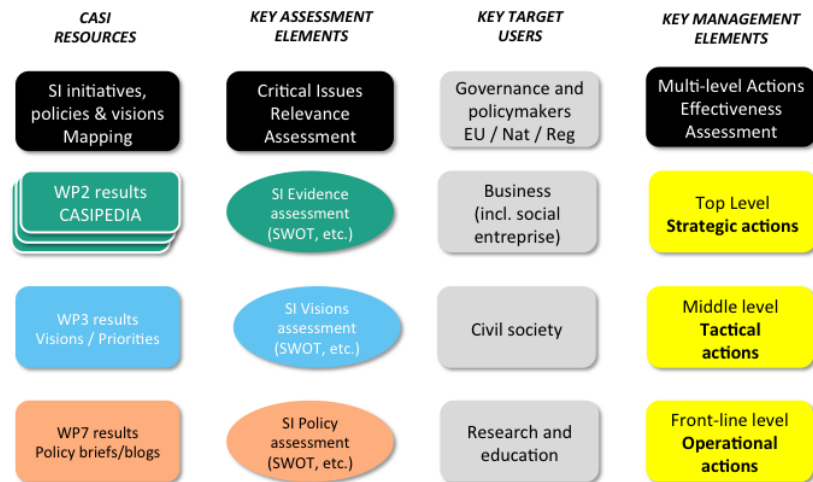 CASI
RESOURCES
KEY ASSESSMENT
ELEMENTS
KEY TARGET
USERS
KEY MANAGEMENT
ELEMENTS
SI initiatives,
policies & visions
Mapping
Critical Issues
Relevance
Assessment
Governance and
policymakers
EU / Nat / Reg
Multi-level Actions
Effectiveness
Assessment
WP2 results
CASIPEDIA
SI Evidence
assessment
(SWOT, etc.)
Business
(incl. social
entreprise)
Top Level
Strategic actions
WP3 results
Visions / Priorities
SI Visions
assessment
(SWOT, etc.)
Civil society
Middle level
Tactical
actions
WP7 results
Policy briefs/blogs
SI Policy
assessment
(SWOT, etc.)
Research and
education
Front-line level
Operational
actions